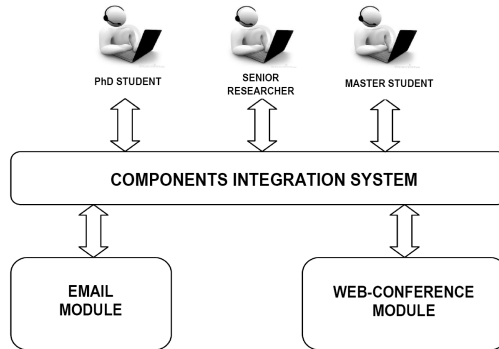 PhD STUDENT
SENIOR
RESEARCHER
MASTER STUDENT
COMPONENTS INTEGRATION SYSTEM
EMAIL
MODULE
WEB-CONFERENCE
MODULE